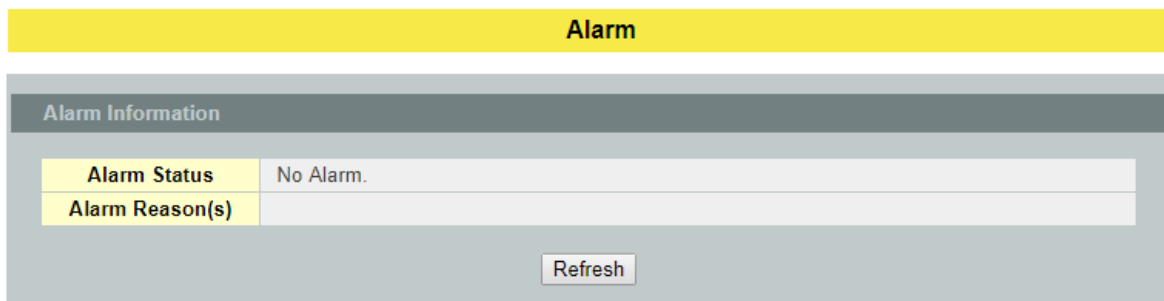 Alarm
Alarm Information
Alarm Status No Alarm.
Alarm Reason(s)
Refresh